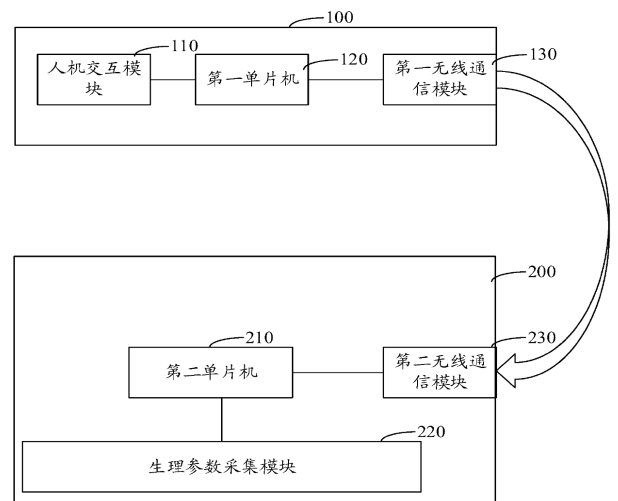 100
110
120
130
人机交互模
块
第一单片机
第一无线通
信模块
200
210
230
第二单片机
第二无线通
信模块
220
生理参数采集模块